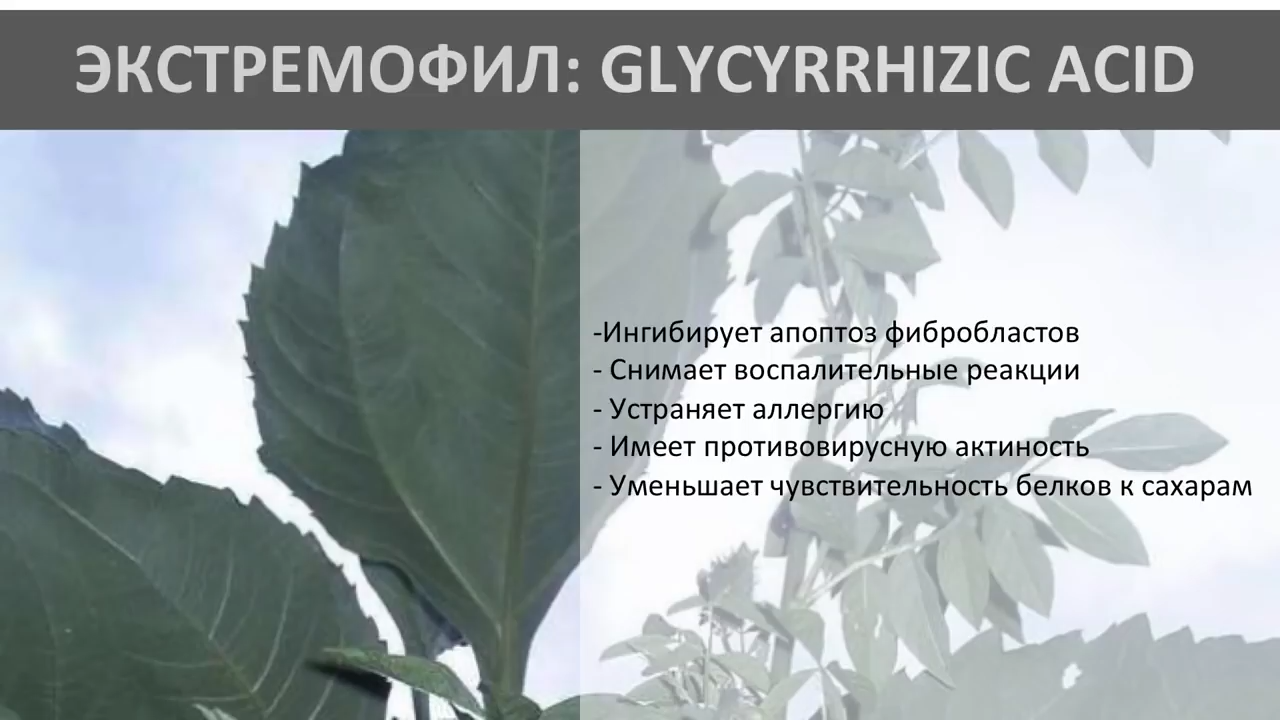 ЭКСТРЕМОФИЛ: GLYCYRRHIZIC ACID
-Ингибирует апоптоз фибробластов
- Снимает воспалительные реакции
- Устраняет аллергию
- Имеет противовирусную актиность
- Уменьшает чувствительность белков к сахарам